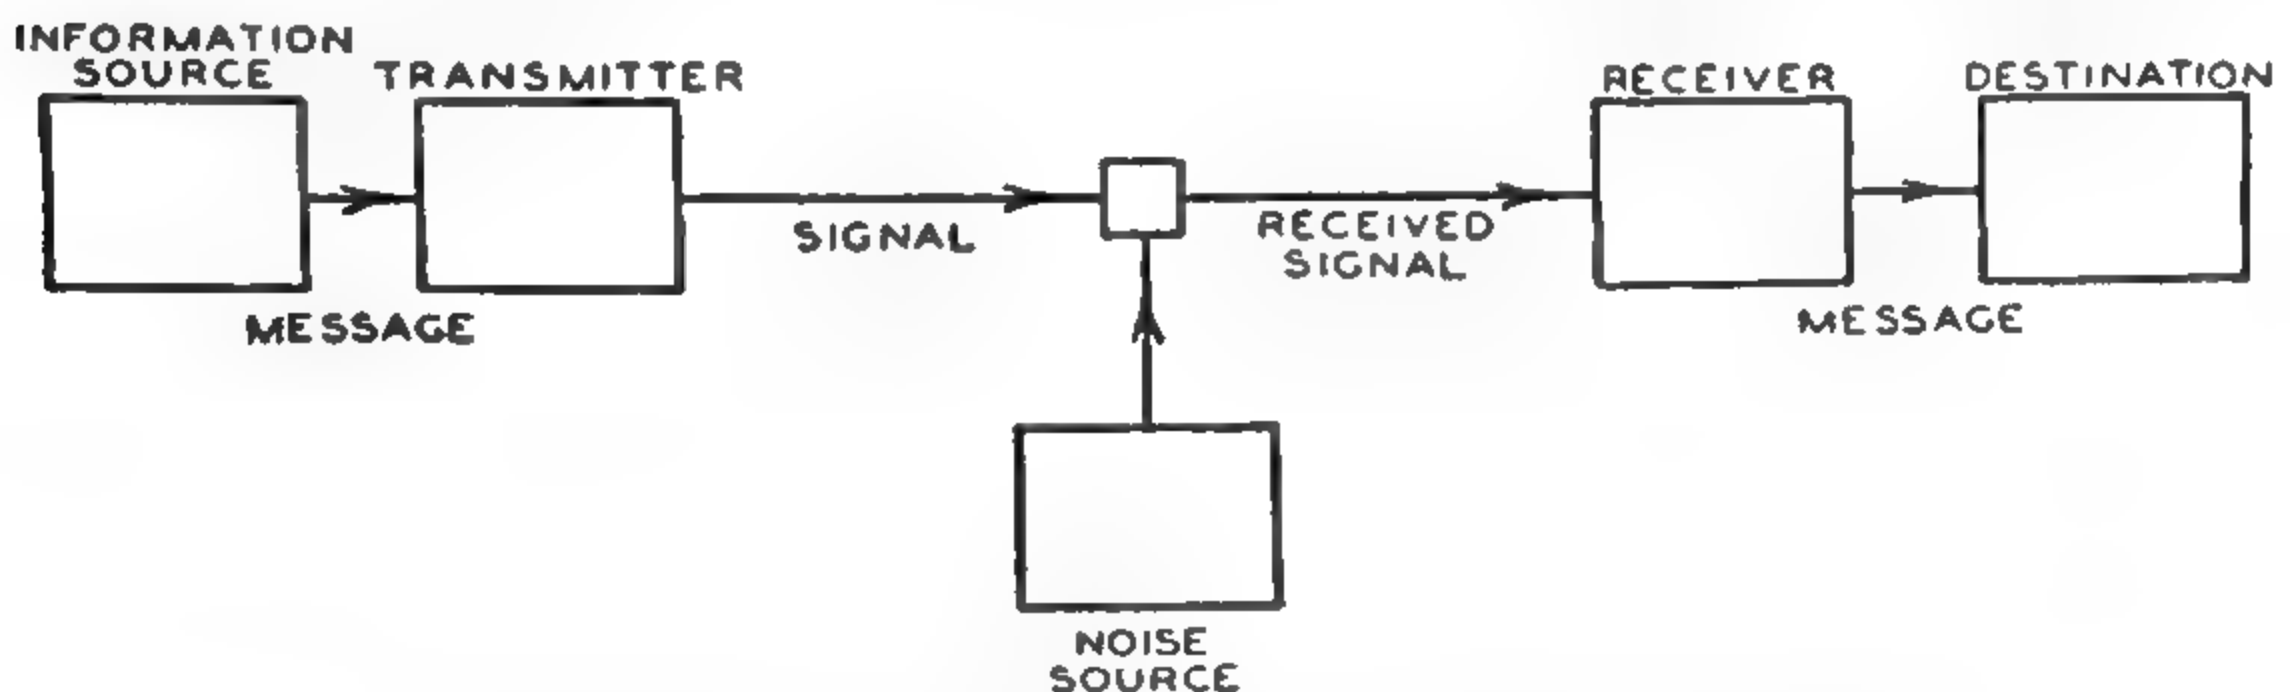 INFORMATION
SOURCE
TRANSMITTER
RECEIVER
DESTINATION
SIGNAL
RECEIVED
SIGNAL
MESSAGE
MESSAGE
NOISE
SOURCE